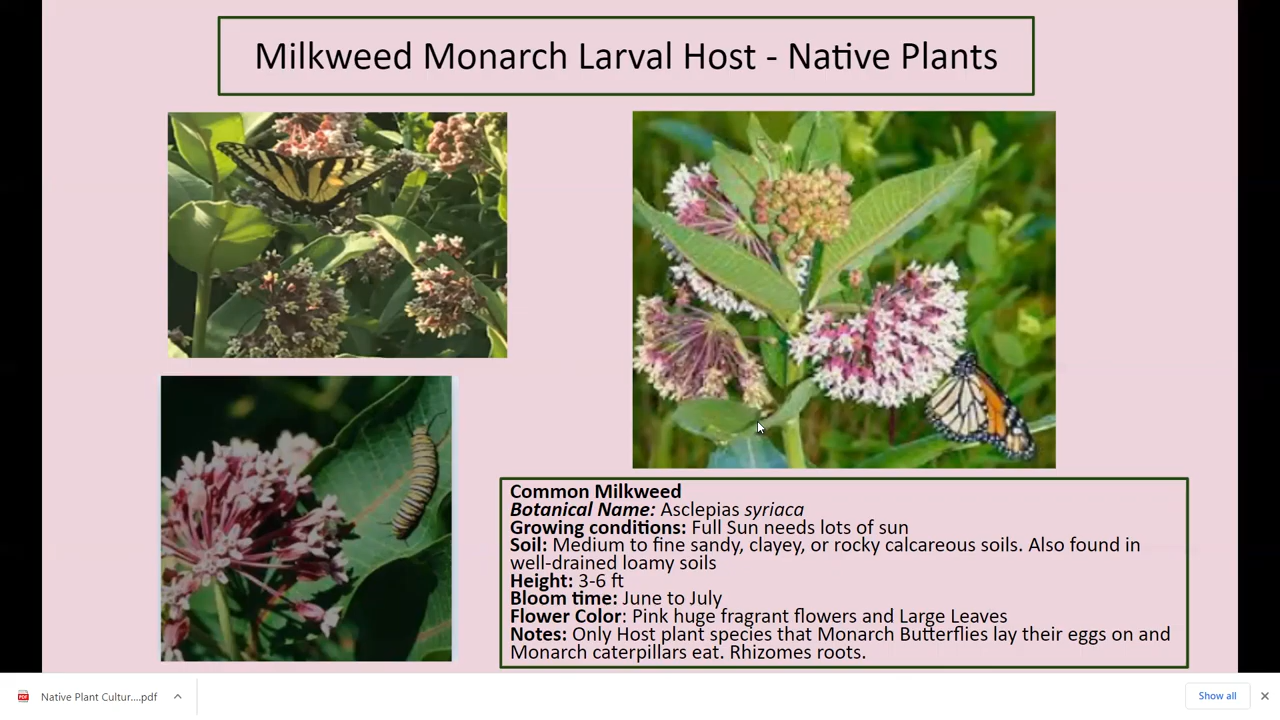 Milkweed Monarch Larval Host - Native Plants
Common Milkweed
Botanical Name: Asclepias syriaca
Growing conditions: Full Sun needs lots of sun
Soil: Medium to fine sandy, clayey, or rocky calcareous soils. Also found in
well-drained loamy soils
Height: 3-6 ft
Bloom time: June to July
Flower Color: Pink huge fragrant flowers and Large Leaves
Notes: Only Host plant species that Monarch Butterflies lay their eggs on and
Monarch caterpillars eat. Rhizomes roots.
PDF Native Plant Cultur....pdf
Show all